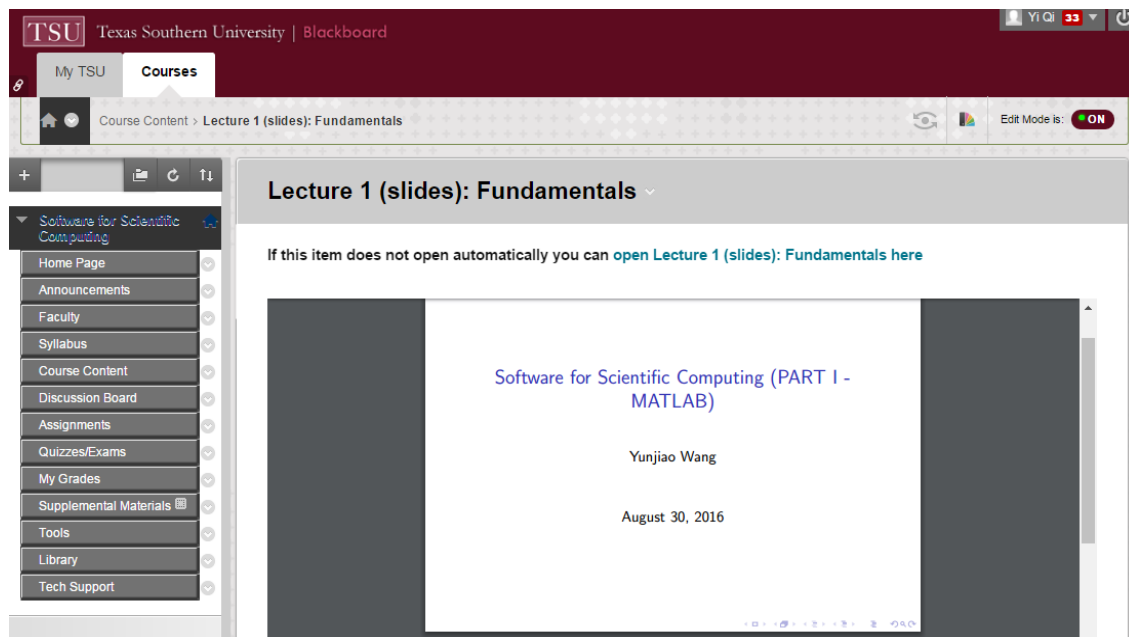 TSU Texas Southern University | Blackboard
Yi Qi 33
My TSU Courses
Course Content > Lecture 1 (slides): Fundamentals
Edit Mode is: ON
Lecture 1 (slides): Fundamentals
Software for Scientific
Computing
Home Page
Announcements
Faculty
Syllabus
Course Content
Discussion Board
Assignments
Quizzes/Exams
My Grades
Supplemental Materials
Tools
Library
Tech Support
If this item does not open automatically you can open Lecture 1 (slides): Fundamentals here
Software for Scientific Computing (PART I -
MATLAB)
Yunjiao Wang
August 30, 2016